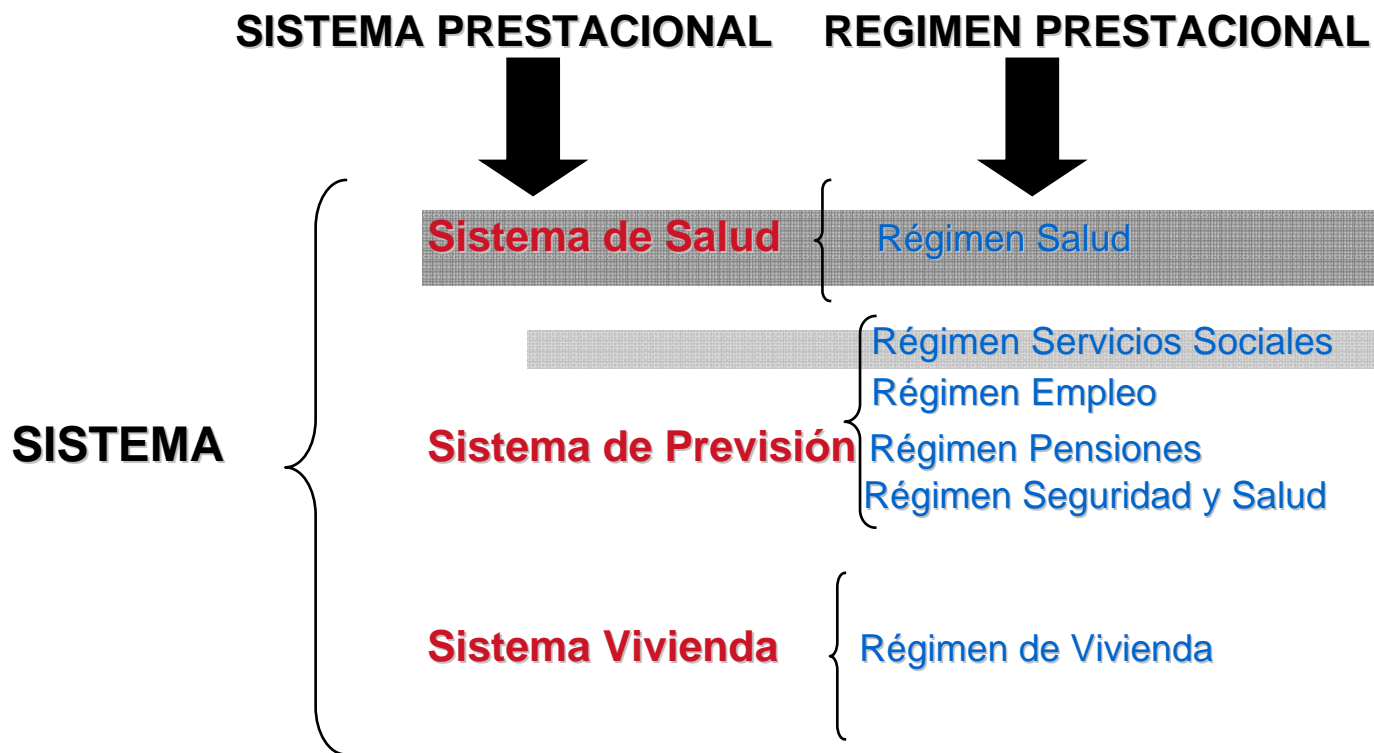 SISTEMA PRESTACIONAL REGIMEN PRESTACIONAL
Sistema de Salud Régimen Salud
Régimen Servicios Sociales
Régimen Empleo
SISTEMA Sistema de Previsión Régimen Pensiones
Régimen Seguridad y Salud
Sistema Vivienda Régimen de Vivienda